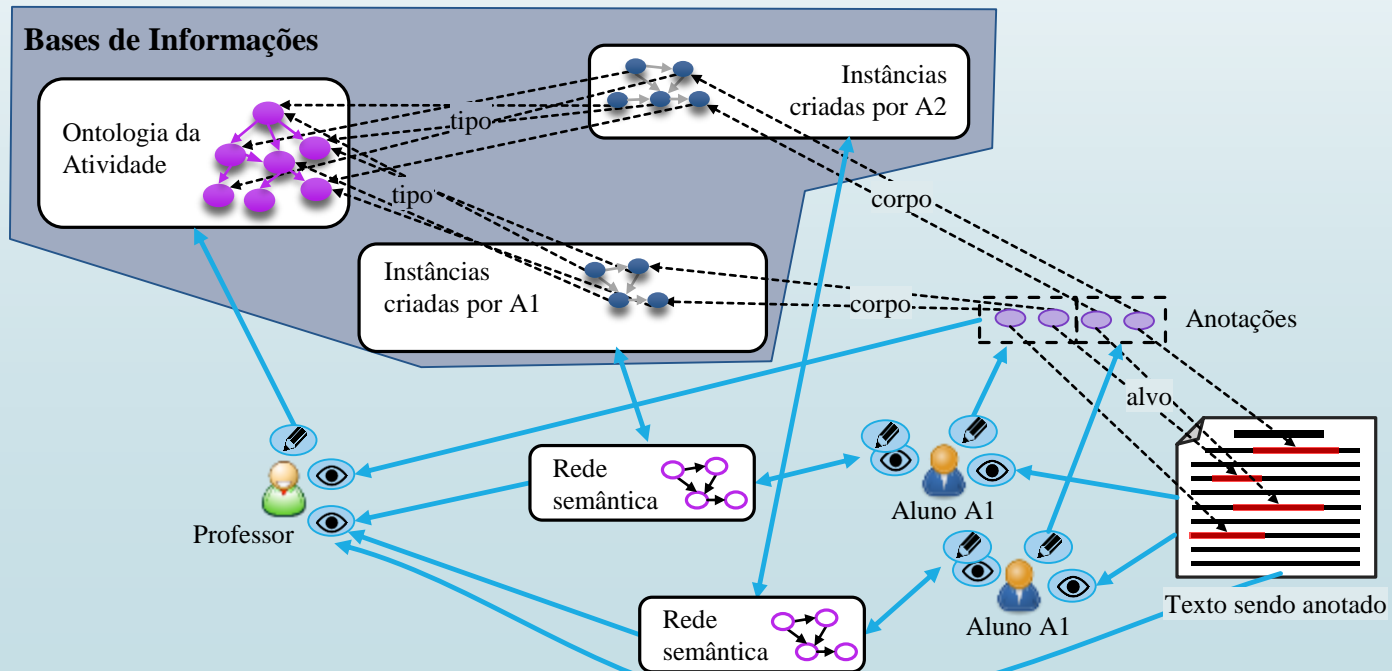 Bases de Informações
Instâncias
criadas por A2
Ontologia da
Atividade
tipo
tipo
corpo
Instâncias
criadas por A1
corpo
Anotações
alvo
Rede
semântica
Aluno A1
Professor
Texto sendo anotado
Aluno A1
Rede
semântica